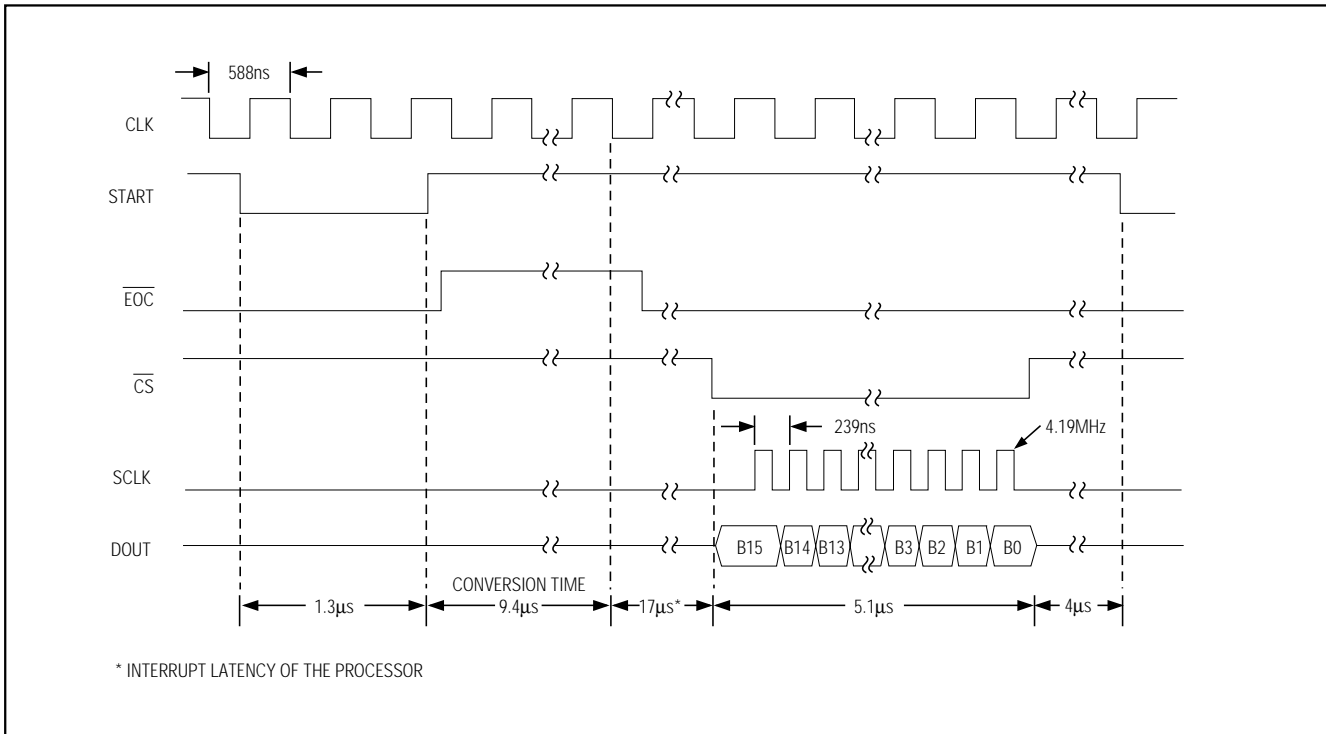 588ns
CLK
START
EOC
CS
239ns
4.19MHz
SCLK
DOUT
B15 B14 B13 B3 B2 B1 B0
CONVERSION TIME
1.3µs 9.4µs 17µs* 5.1µs 4µs
* INTERRUPT LATENCY OF THE PROCESSOR